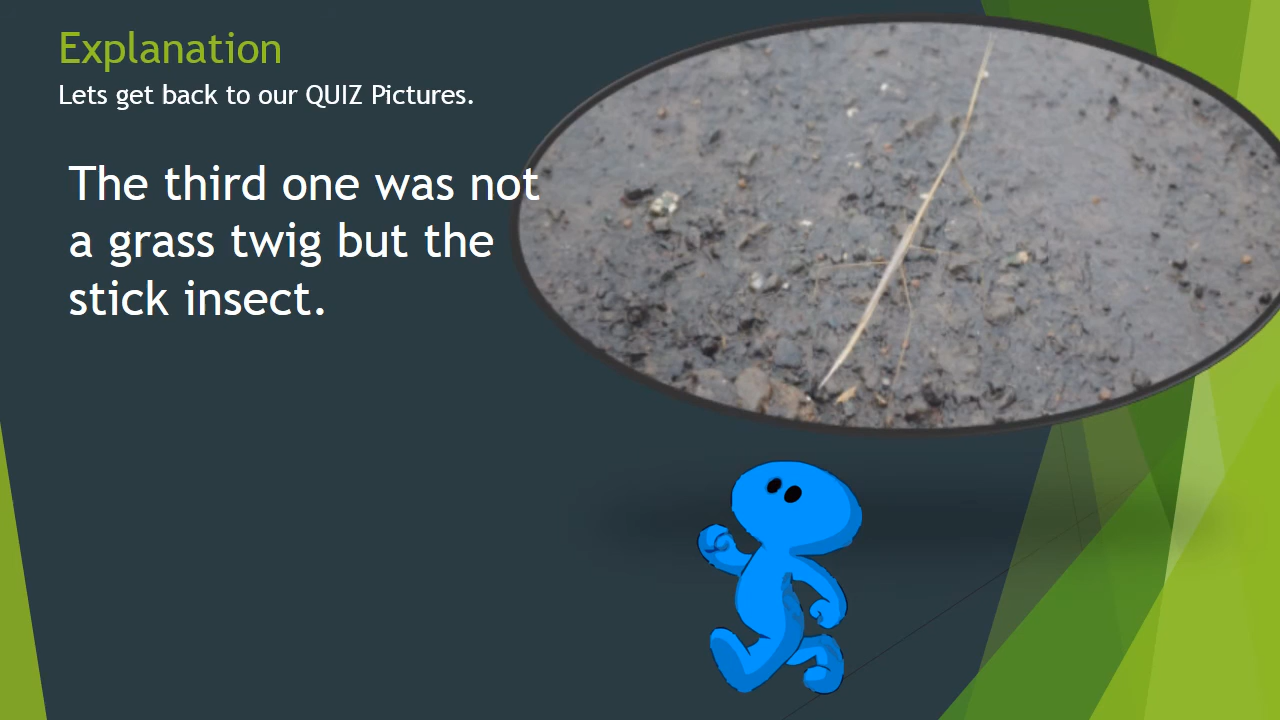 Explanation
Lets get back to our QUIZ Pictures.
The third one was not
a grass twig but the
stick insect.